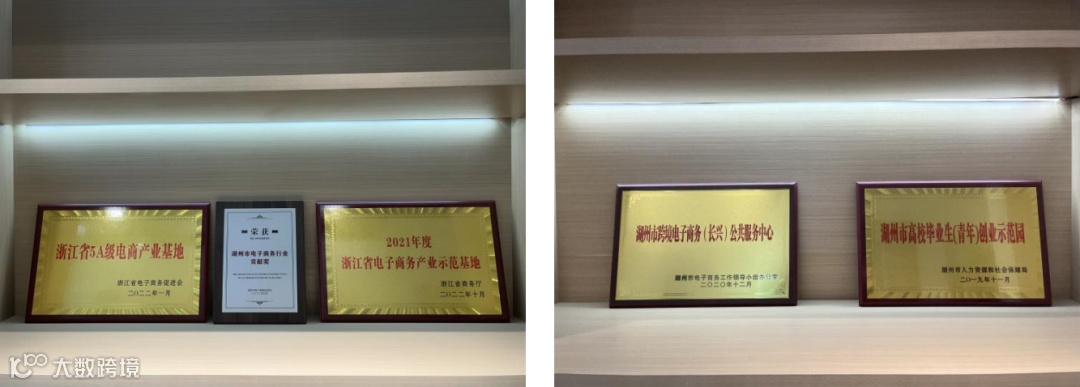 浙江省5A级电商产业基地
浙江省电子商务促进会
二〇二二年一月
荣获
湖州市电子商务行业
贡献奖
2021年度
浙江省电子商务产业示范基地
浙江省商务厅
二〇二二年十月
湖州市跨境电子商务（长兴）公共服务中心
湖州市电子商务工作领导小组办公室
二〇二〇年十二月
湖州市高校毕业生(青年)创业示范园
湖州市人力资源和社会保障局
二〇一九年十一月
大数跨境